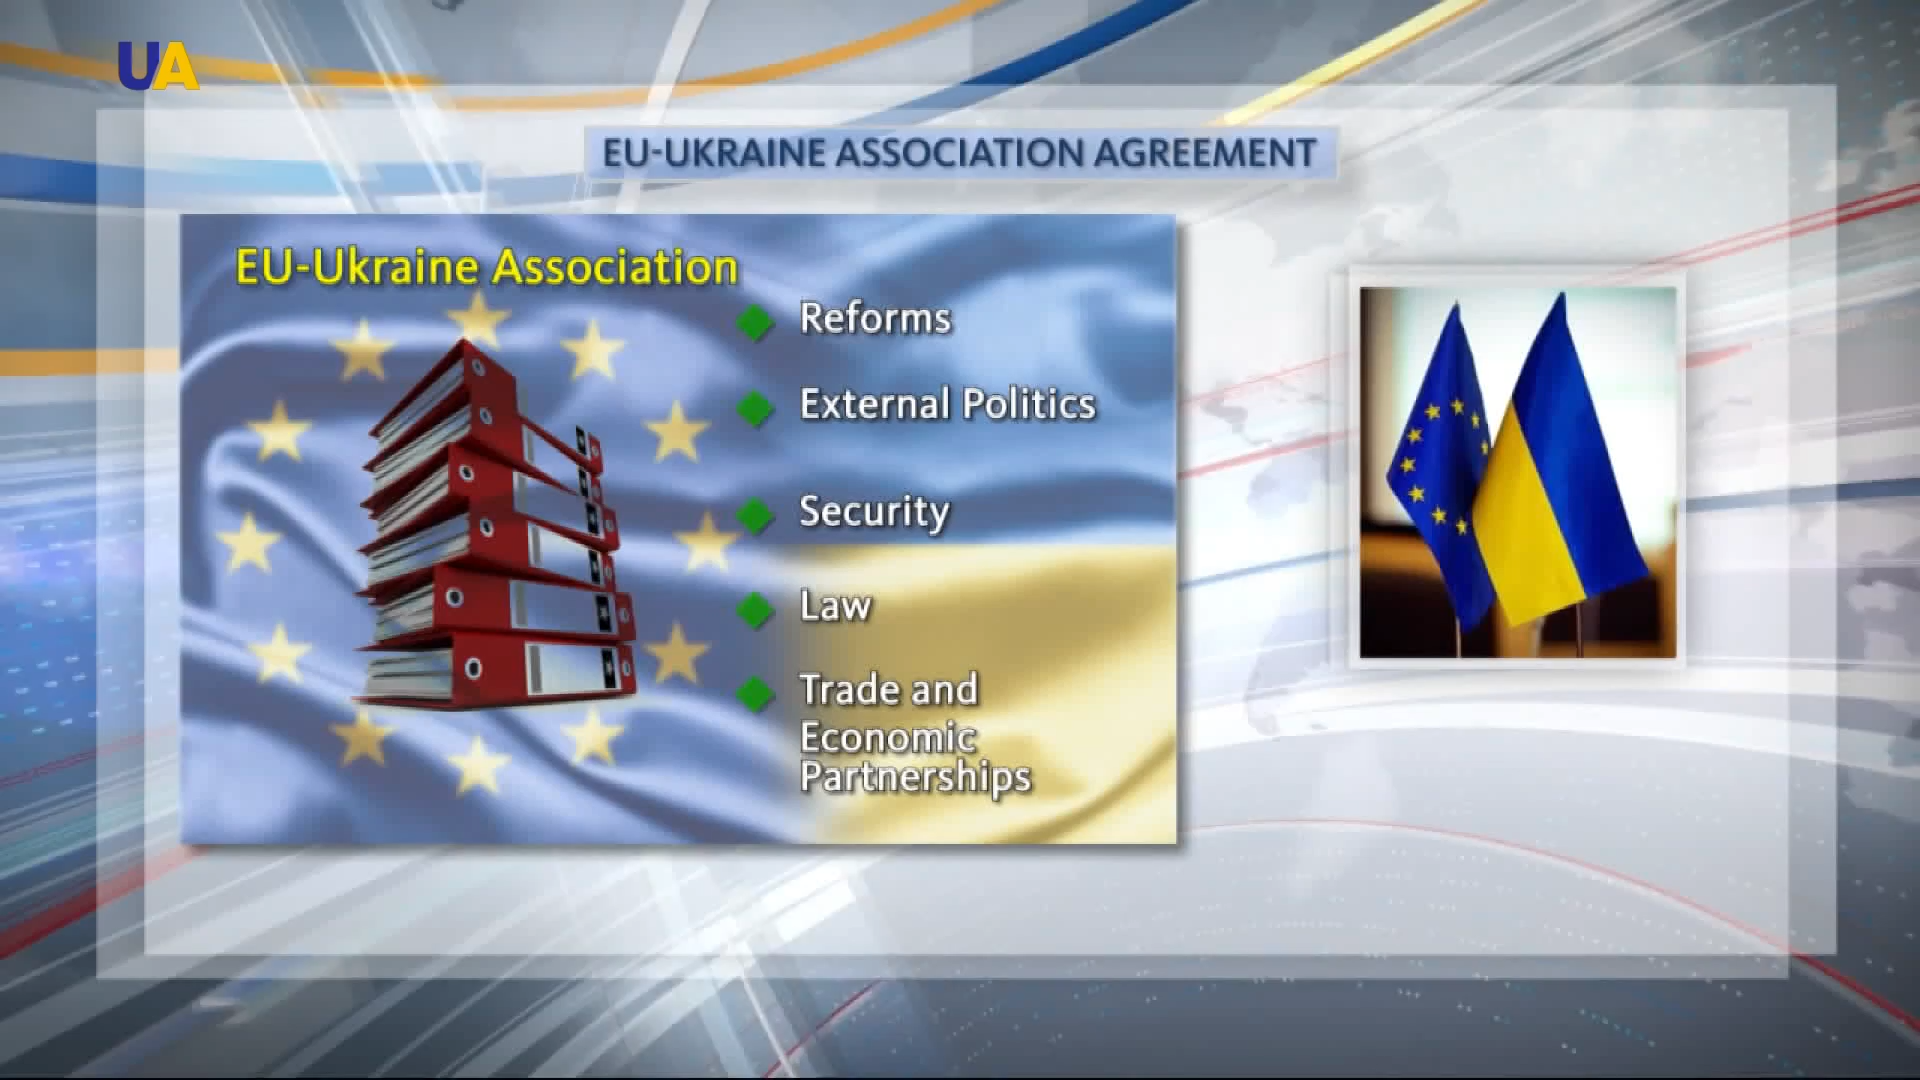 UA
EU-UKRAINE ASSOCIATION AGREEMENT
EU-Ukraine Association
Reforms
External Politics
Security
Law
Trade and
Economic
Partnerships